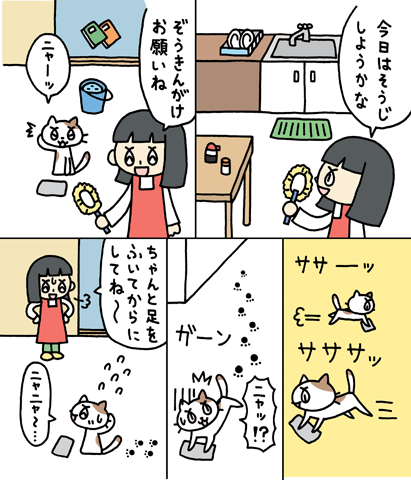 今日はそうじ
しようかな
ぞうきんがけ
お願いね
ニャーッ
ササーッ
ササササッ
ガーン
ニャッ!?
ちゃんと足を
ふいてからに
してね〜
ニャニャ〜…